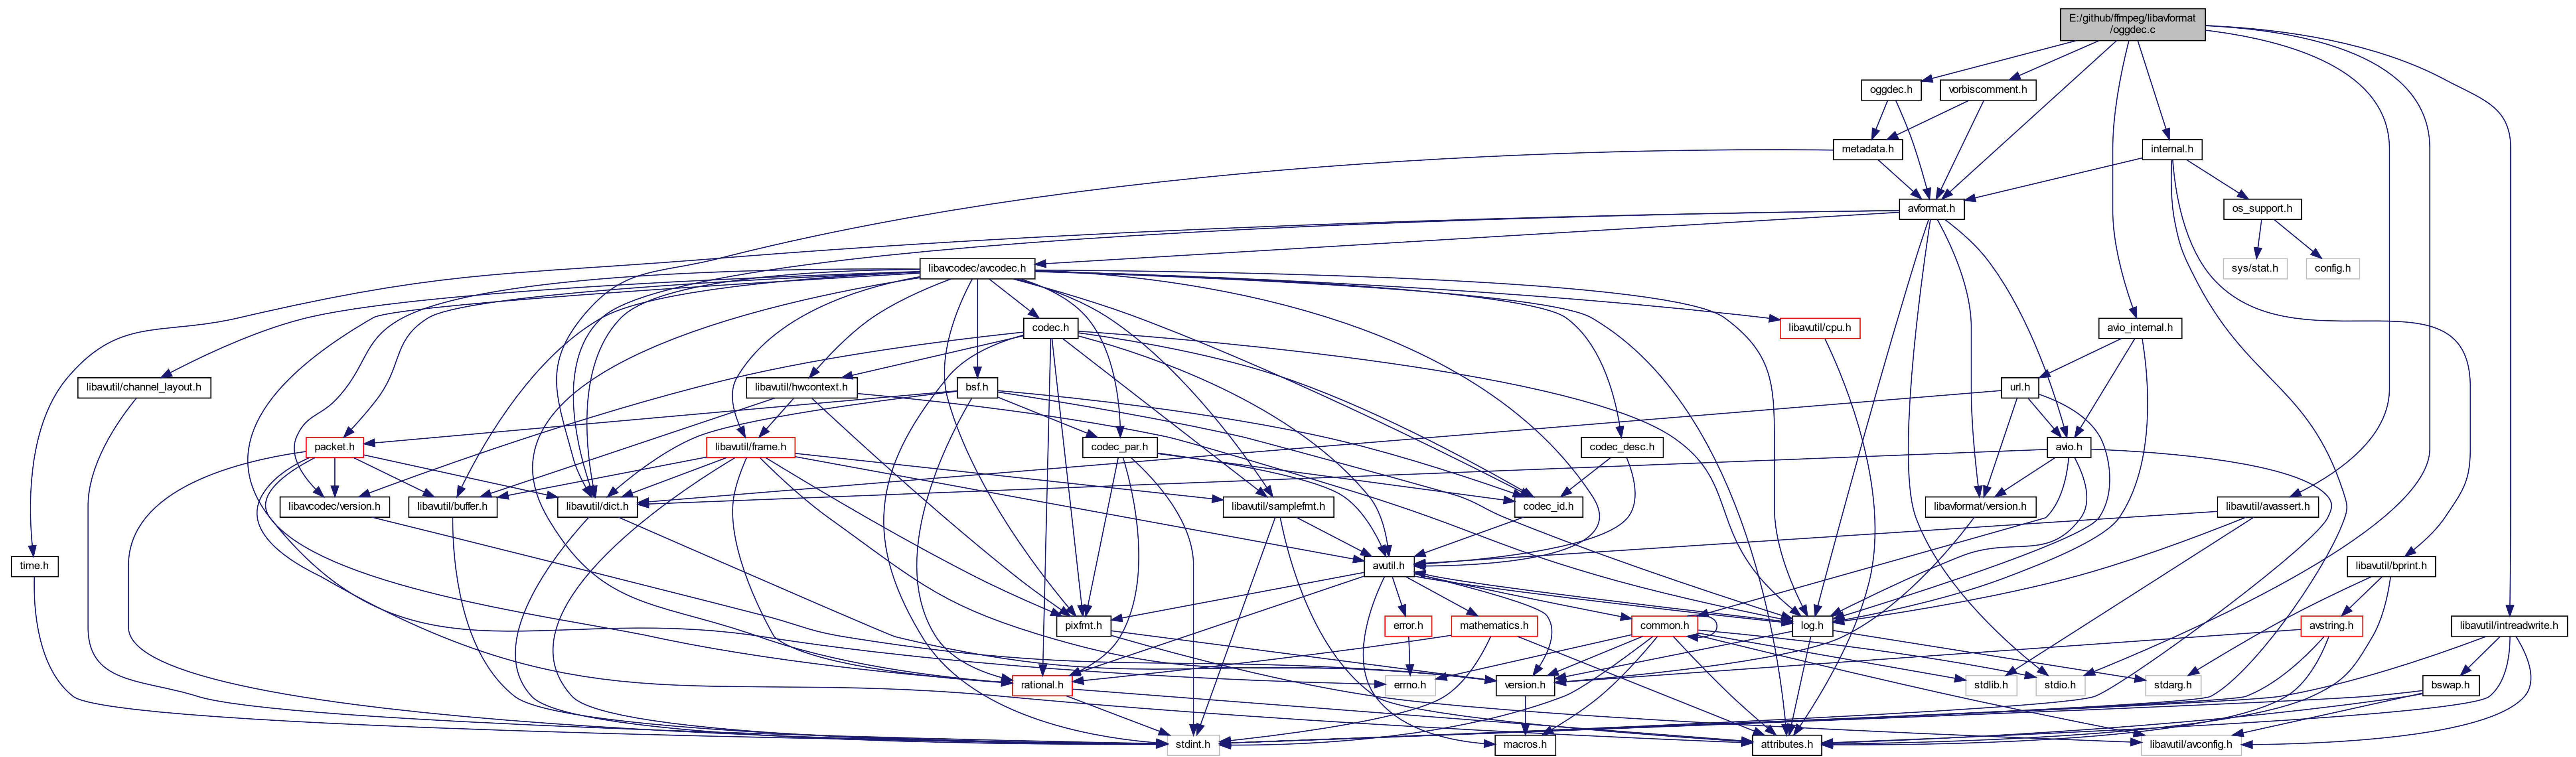 E:/github/ffmpeg/libavformat
/oggdec.c
oggdec.h
vorbiscomment.h
metadata.h
internal.h
avformat.h
os_support.h
libavcodec/avcodec.h
sys/stat.h
config.h
codec.h
libavutil/cpu.h
avio_internal.h
libavutil/channel_layout.h
libavutil/hwcontext.h
bsf.h
url.h
packet.h
libavutil/frame.h
codec_par.h
codec_desc.h
avio.h
libavcodec/version.h
libavutil/buffer.h
libavutil/dict.h
libavutil/samplefmt.h
codec_id.h
libavformat/version.h
libavutil/avassert.h
time.h
avutil.h
libavutil/bprint.h
pixfmt.h
error.h
mathematics.h
common.h
log.h
avstring.h
libavutil/intreadwrite.h
rational.h
errno.h
version.h
stdlib.h
stdio.h
stdarg.h
bswap.h
stdint.h
macros.h
attributes.h
libavutil/avconfig.h